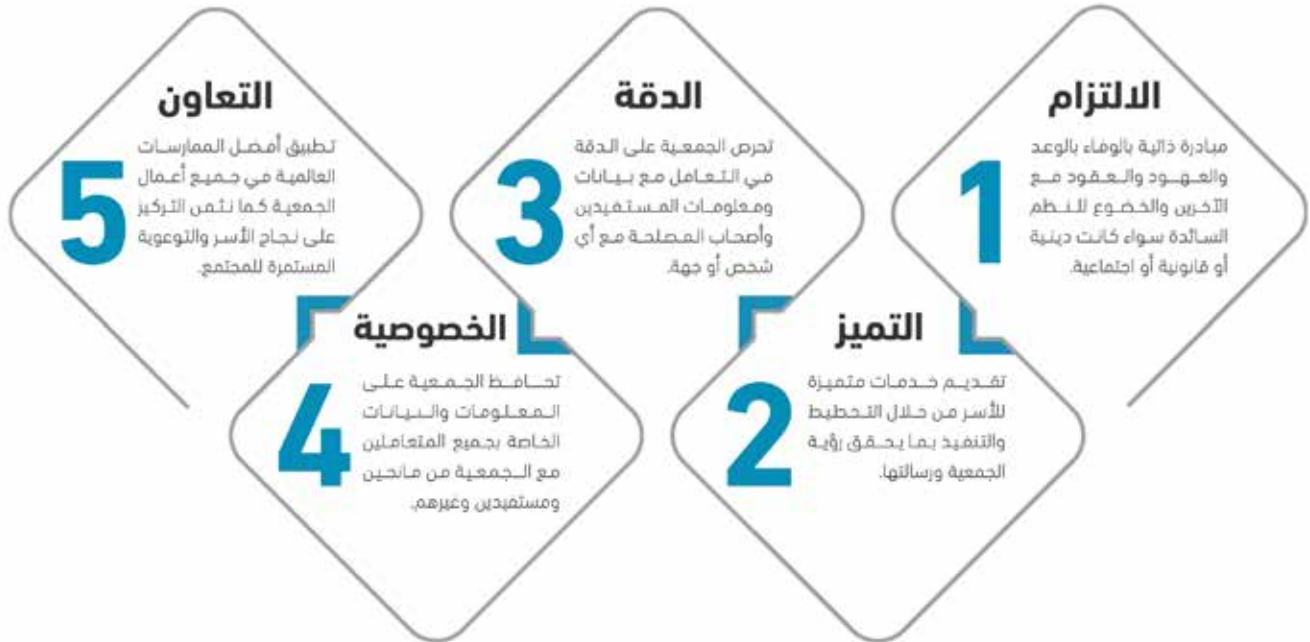 الالتزام
1
مبادرة ذاتية بالوفاء بالوعد
والعهود والعقود مع
الآخرين والخضوع للنظم
السائدة سواء كانت دينية
أو قانونية أو اجتماعية.
التميز
2
تقديم خدمات متميزة
للأسر من خلال التخطيط
والتنفيذ بما يحقق رؤية
الجمعية ورسالتها.
الدقة
3
تحرص الجمعية على الدقة
في التعامل مع بيانات
ومعلومات المستفيدين
وأصحاب المصلحة مع أي
شخص أو جهة.
الخصوصية
4
تحافظ الجمعية على
المعلومات والبيانات
الخاصة بجميع المتعاملين
مع الجمعية من مانحين
ومستفيدين وغيرهم.
التعاون
5
تطبيق أفضل الممارسات
العالمية في جميع أعمال
الجمعية كما نثمن التركيز
على نجاح الأسر والتوعوية
المستمرة للمجتمع.